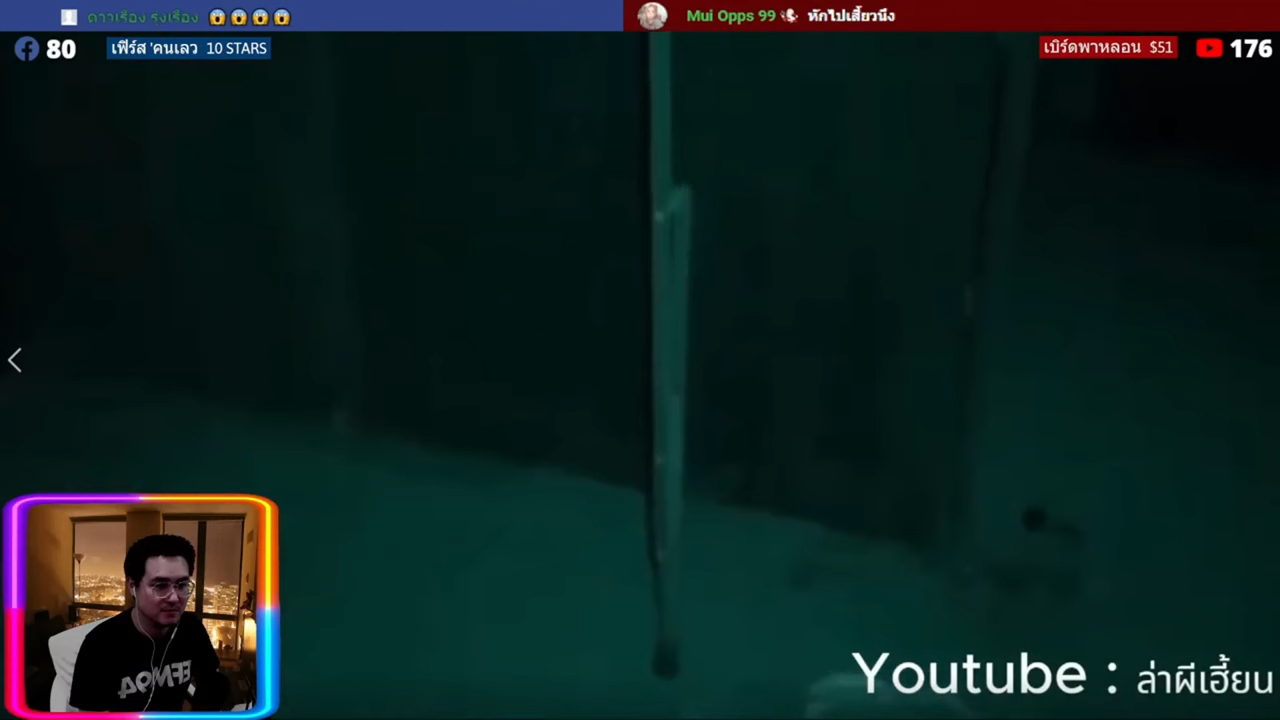 ดาวเรือง รงเรือง 😱😱😱😱
Mui Opps 99 หักไปเสี้ยวนึง
80
เฟิร์ส 'คนเลว 10 STARS
เบิร์ดพาหลอน $51
176
EFM94
Youtube : ล่าผีเฮี้ยน